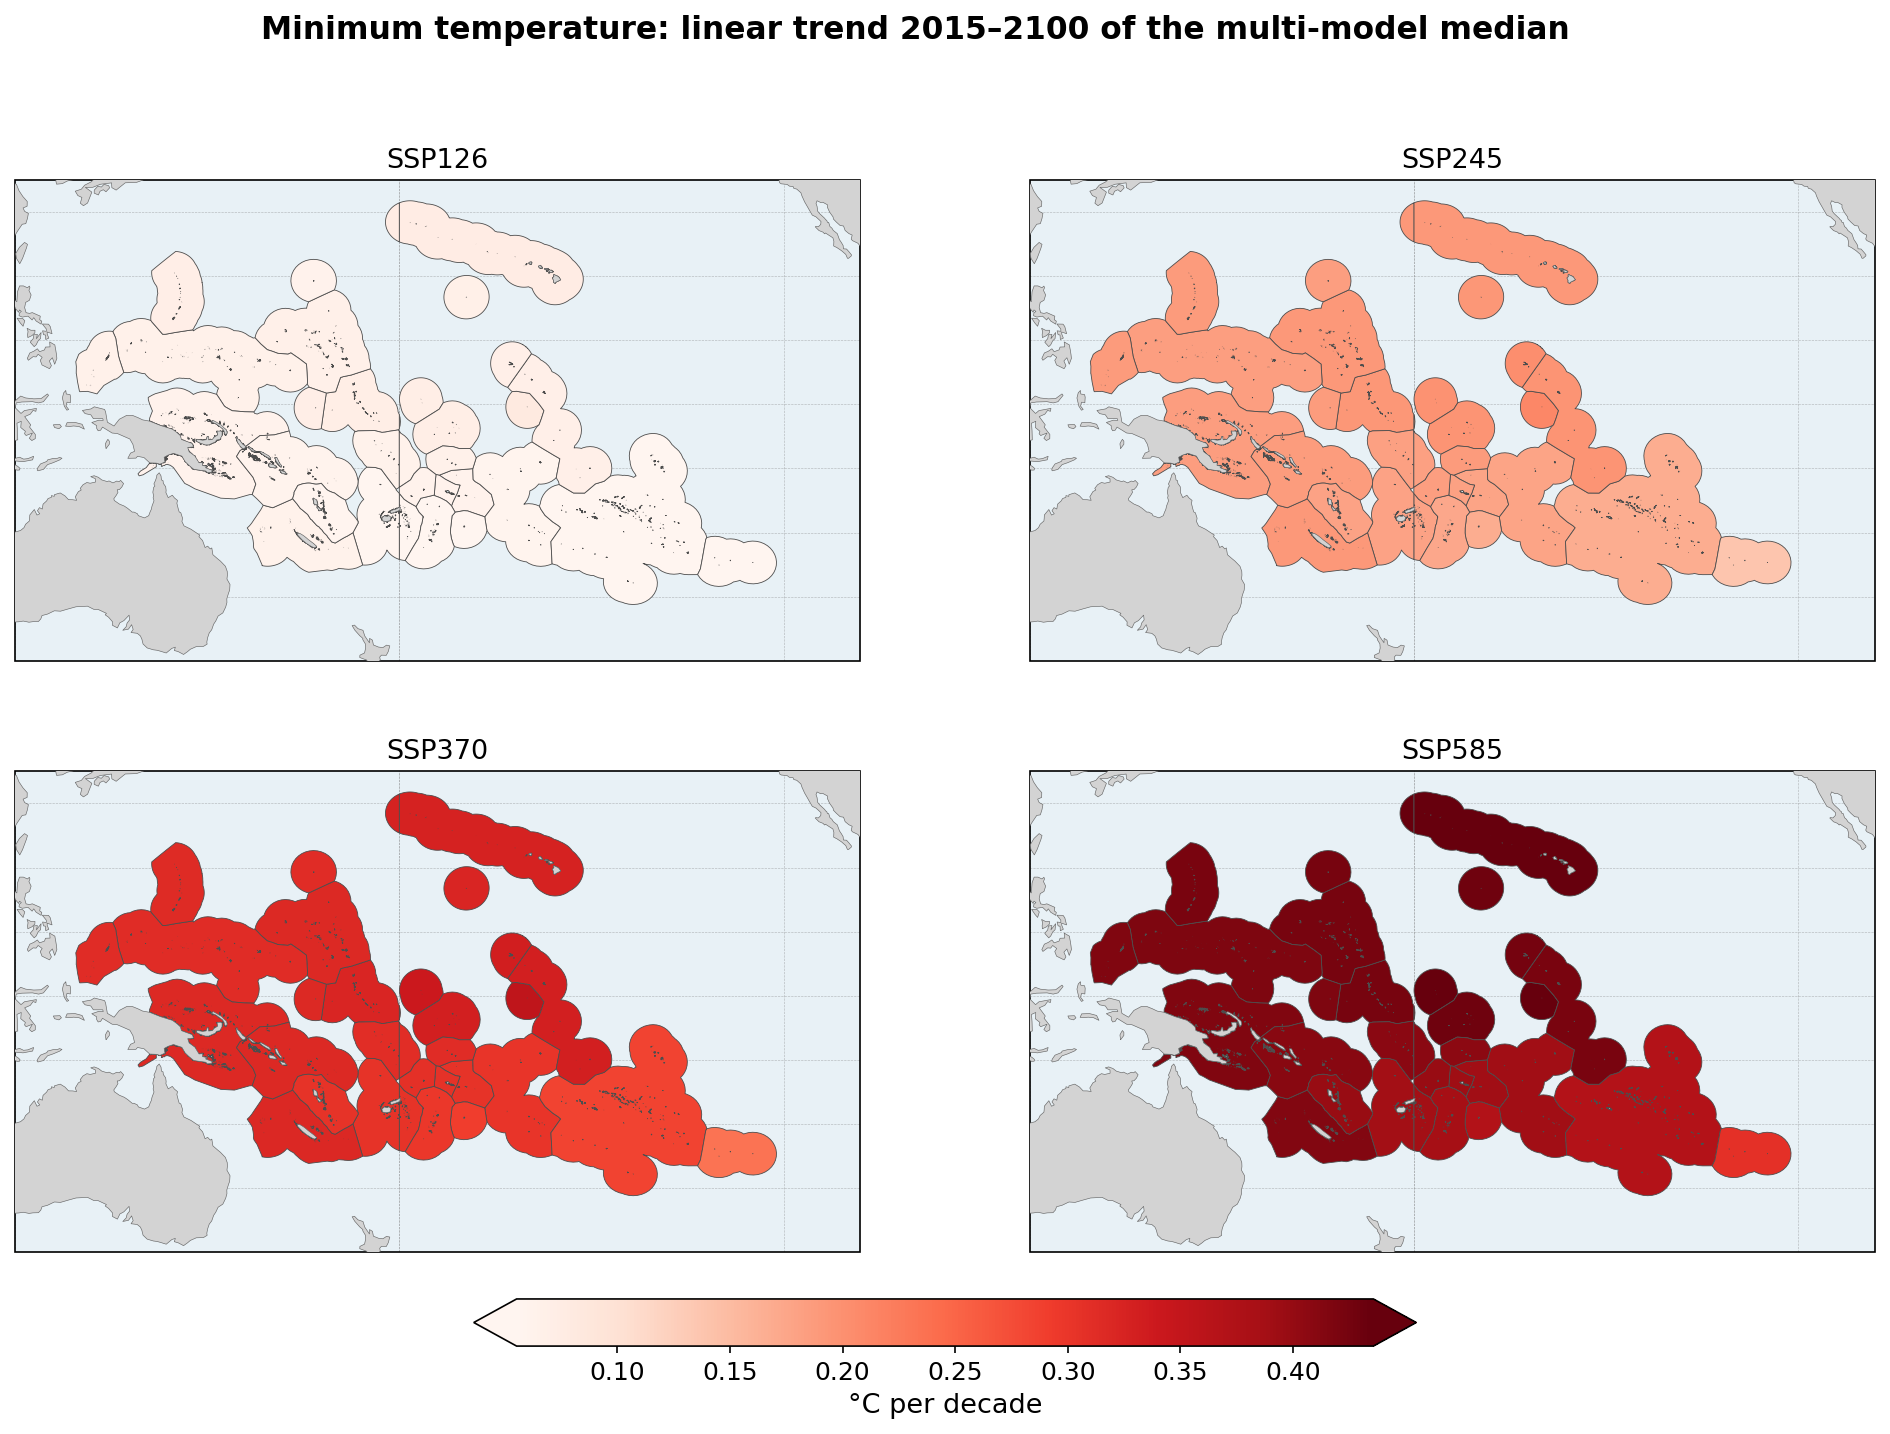 Minimum temperature: linear trend 2015–2100 of the multi-model median
SSP126
SSP245
SSP370
SSP585
0.10 0.15 0.20 0.25 0.30 0.35 0.40
°C per decade